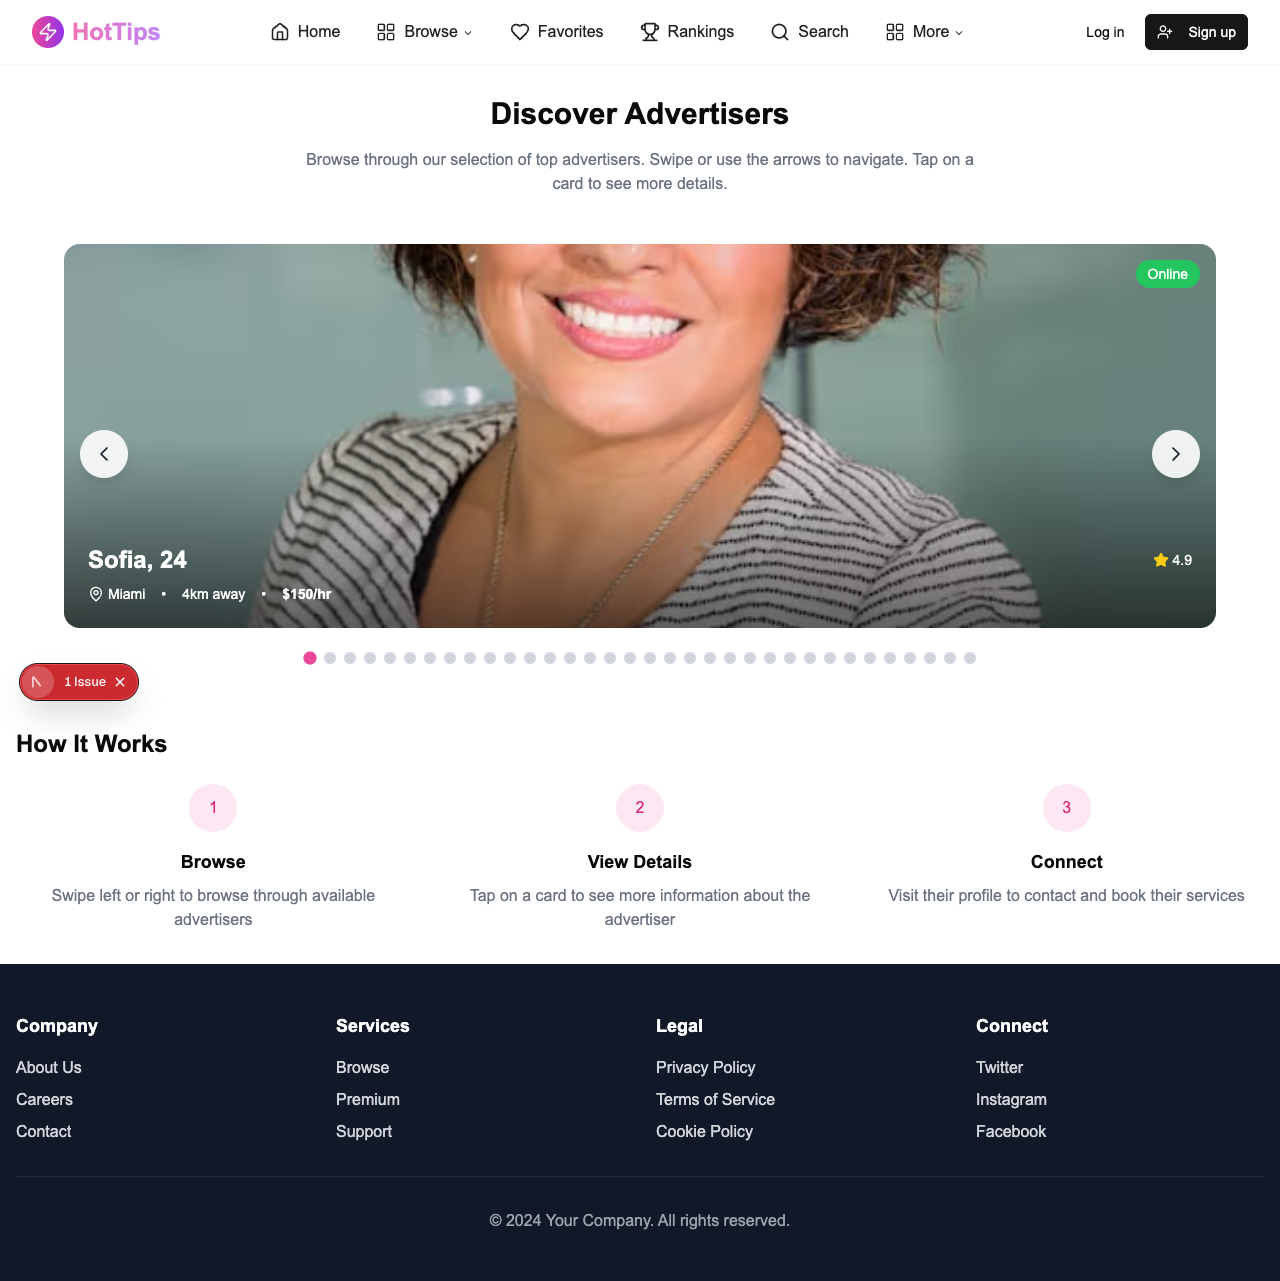 HotTips
Home
Browse
Favorites
Rankings
Search
More
Log in
Sign up
Discover Advertisers
Browse through our selection of top advertisers. Swipe or use the arrows to navigate. Tap on a
card to see more details.
Online
Sofia, 24
4.9
Miami • 4km away • $150/hr
1 Issue
How It Works
1
2
3
Browse
View Details
Connect
Swipe left or right to browse through available
advertisers
Tap on a card to see more information about the
advertiser
Visit their profile to contact and book their services
Company
About Us
Careers
Contact
Services
Browse
Premium
Support
Legal
Privacy Policy
Terms of Service
Cookie Policy
Connect
Twitter
Instagram
Facebook
© 2024 Your Company. All rights reserved.